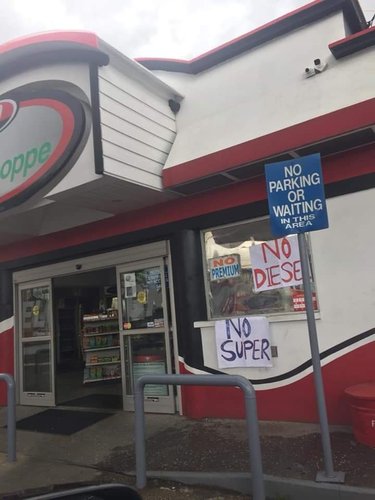 oppe
NO
PARKING
OR
WAITING
IN THIS
AREA
NO
PREMIUM
NO
DIESE
NO
SUPER